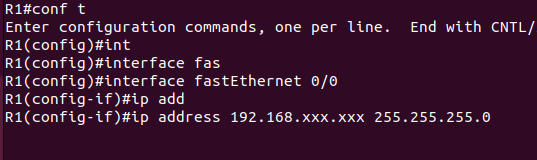 R1#conf t
Enter configuration commands, one per line.  End with CNTL/
R1(config)#int
R1(config)#interface fas
R1(config)#interface fastEthernet 0/0
R1(config-if)#ip add
R1(config-if)#ip address 192.168.xxx.xxx 255.255.255.0